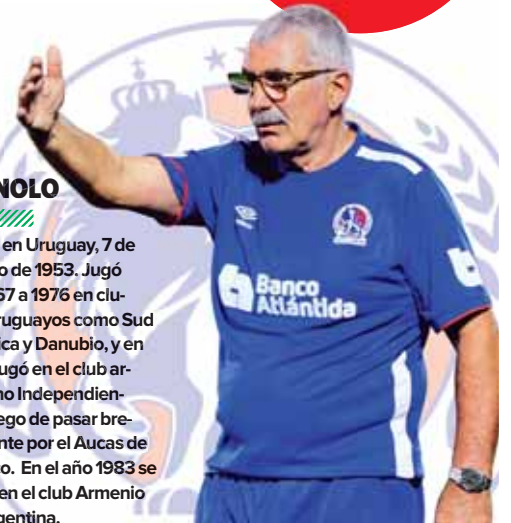 NOLO
en Uruguay, 7 de
o de 1953. Jugó
67 a 1976 en clu-
ruguayos como Sud
ica y Danubio, y en
ugó en el club ar-
no Independien-
ego de pasar bre-
nte por el Aucas de
o. En el año 1983 se
en el club Armenio
gentina.
Banco
Atlántida